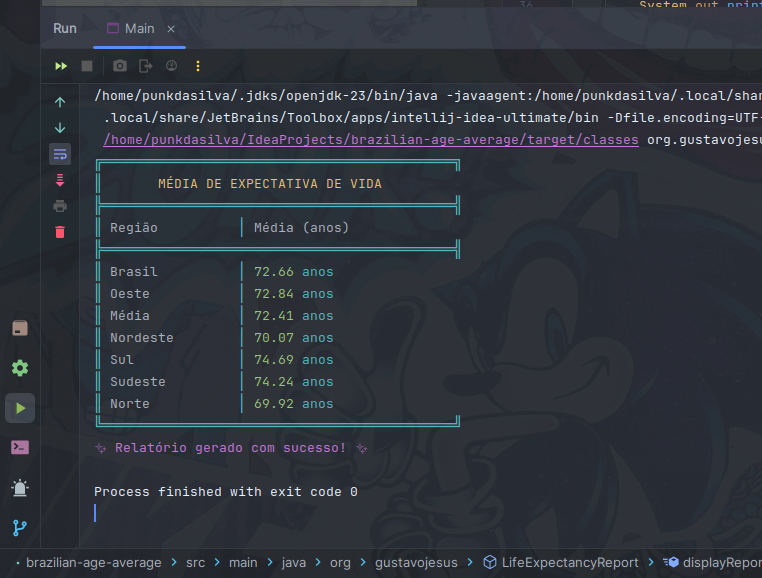 36 System.out.prin
Run Main ×
/home/punkdasilva/.jdks/openjdk-23/bin/java -javaagent:/home/punkdasilva/.local/shar
.local/share/JetBrains/Toolbox/apps/intellij-idea-ultimate/bin -Dfile.encoding=UTF-
/home/punkdasilva/IdeaProjects/brazilian-age-average/target/classes org.gustavojesu
MÉDIA DE EXPECTATIVA DE VIDA
Região │ Média (anos)
Brasil │ 72.66 anos
Oeste │ 72.84 anos
Média │ 72.41 anos
Nordeste │ 70.07 anos
Sul │ 74.69 anos
Sudeste │ 74.24 anos
Norte │ 69.92 anos
✨ Relatório gerado com sucesso! ✨
Process finished with exit code 0
brazilian-age-average > src > main > java > org > gustavojesus > LifeExpectancyReport > displayRepor